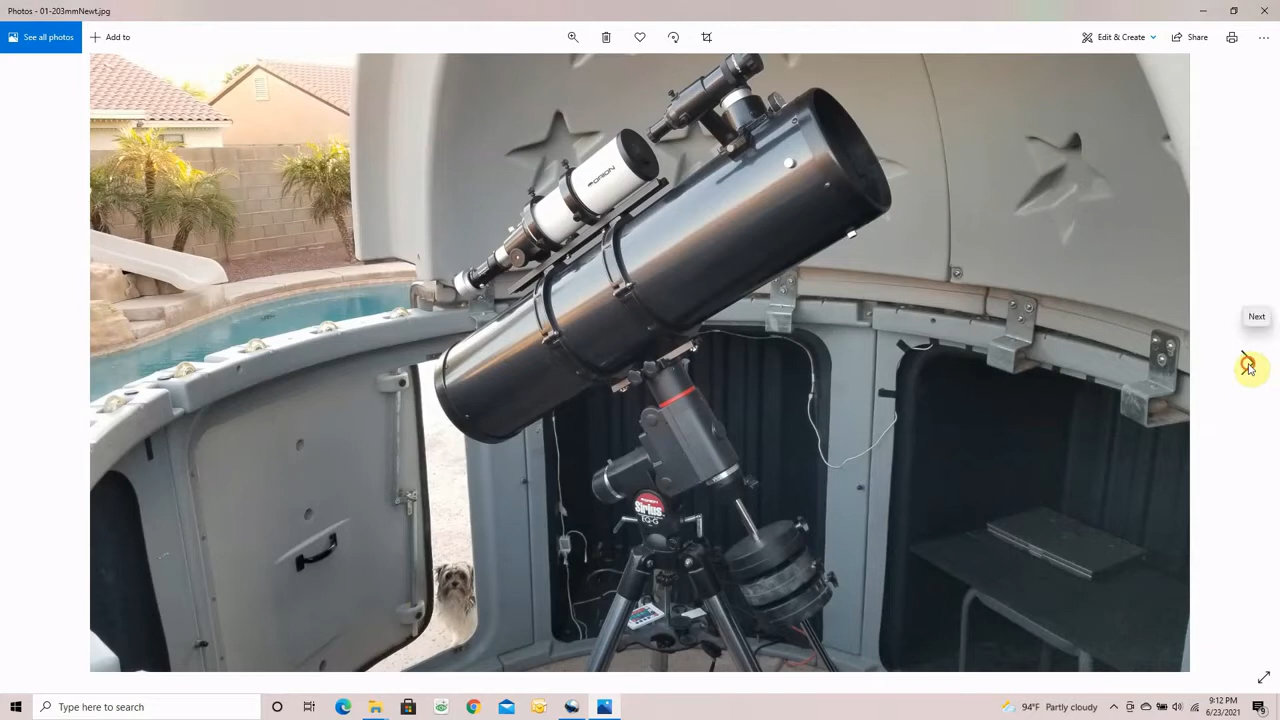 Photos - 01-203mmNewt.jpg
See all photos
Add to
Edit & Create
Share
ORION
Next
Sirius
EQ-G
Type here to search
94°F Partly cloudy
9:12 PM
6/23/2021